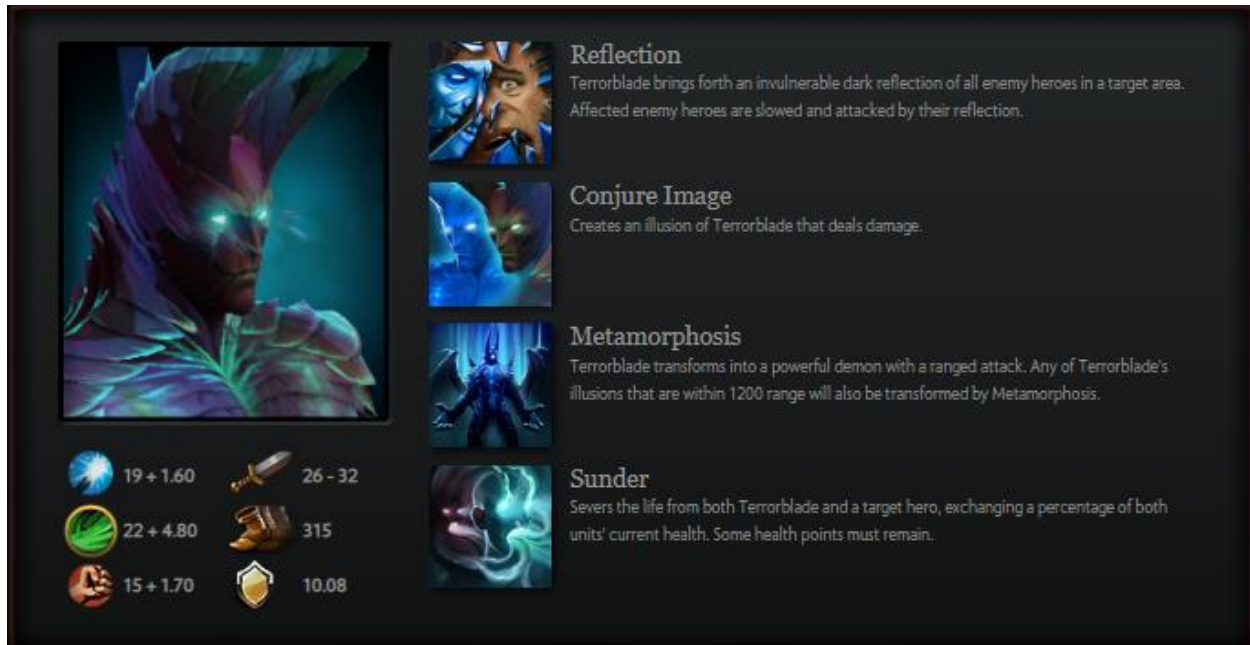 Reflection
Terrorblade brings forth an invulnerable dark reflection of all enemy heroes in a target area.
Affected enemy heroes are slowed and attacked by their reflection.
Conjure Image
Creates an illusion of Terrorblade that deals damage.
Metamorphosis
Terrorblade transforms into a powerful demon with a ranged attack. Any of Terrorblade's
illusions that are within 1200 range will also be transformed by Metamorphosis.
Sunder
Severs the life from both Terrorblade and a target hero, exchanging a percentage of both
units' current health. Some health points must remain.
19 + 1.60 26 - 32
22 + 4.80 315
15 + 1.70 10.08